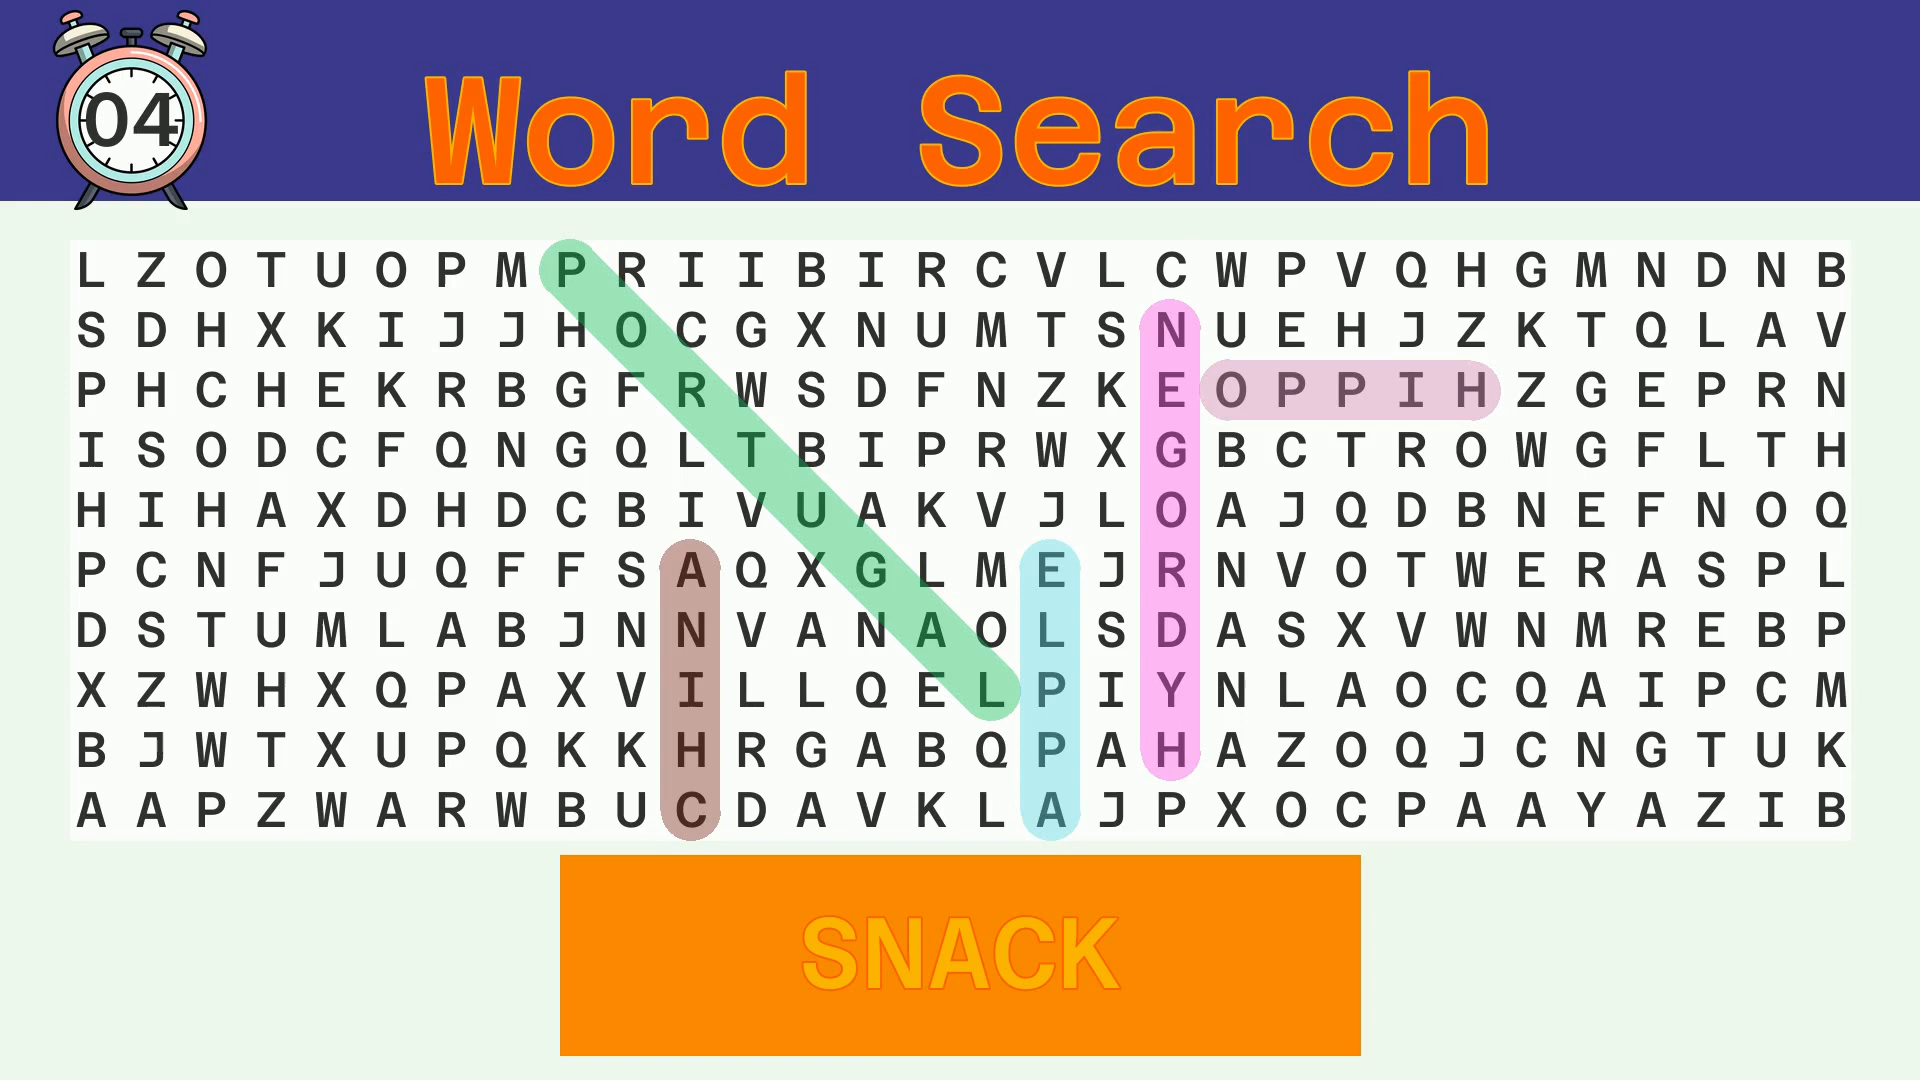 04
Word Search
L Z O T U O P M P R I I B I R C V L C W P V Q H G M N D N B
S D H X K I J J H O C G X N U M T S N U E H J Z K T Q L A V
P H C H E K R B G F R W S D F N Z K E O P P I H Z G E P R N
I S O D C F Q N G Q L T B I P R W X G B C T R O W G F L T H
H I H A X D H D C B I V U A K V J L O A J Q D B N E F N O Q
P C N F J U Q F F S A Q X G L M E J R N V O T W E R A S P L
D S T U M L A B J N N V A N A O L S D A S X V W N M R E B P
X Z W H X Q P A X V I L L Q E L P I Y N L A O C Q A I P C M
B J W T X U P Q K K H R G A B Q P A H A Z O Q J C N G T U K
A A P Z W A R W B U C D A V K L A J P X O C P A A Y A Z I B
SNACK